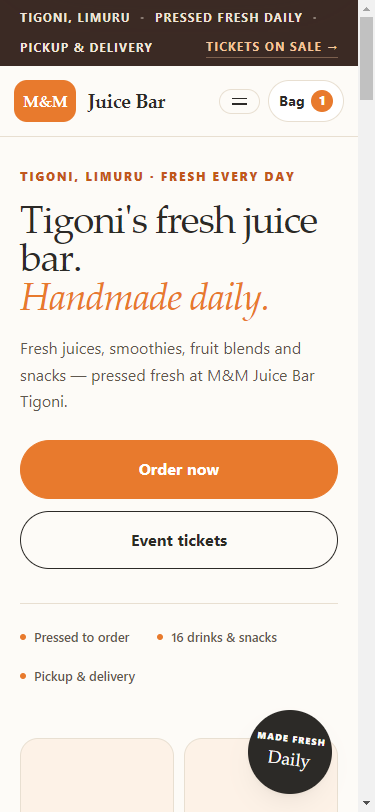 TIGONI, LIMURU · PRESSED FRESH DAILY ·
PICKUP & DELIVERY TICKETS ON SALE →
M&M Juice Bar Bag 1
TIGONI, LIMURU · FRESH EVERY DAY
Tigoni's fresh juice
bar.
Handmade daily.
Fresh juices, smoothies, fruit blends and
snacks — pressed fresh at M&M Juice Bar
Tigoni.
Order now
Event tickets
Pressed to order 16 drinks & snacks
Pickup & delivery
MADE FRESH
Daily